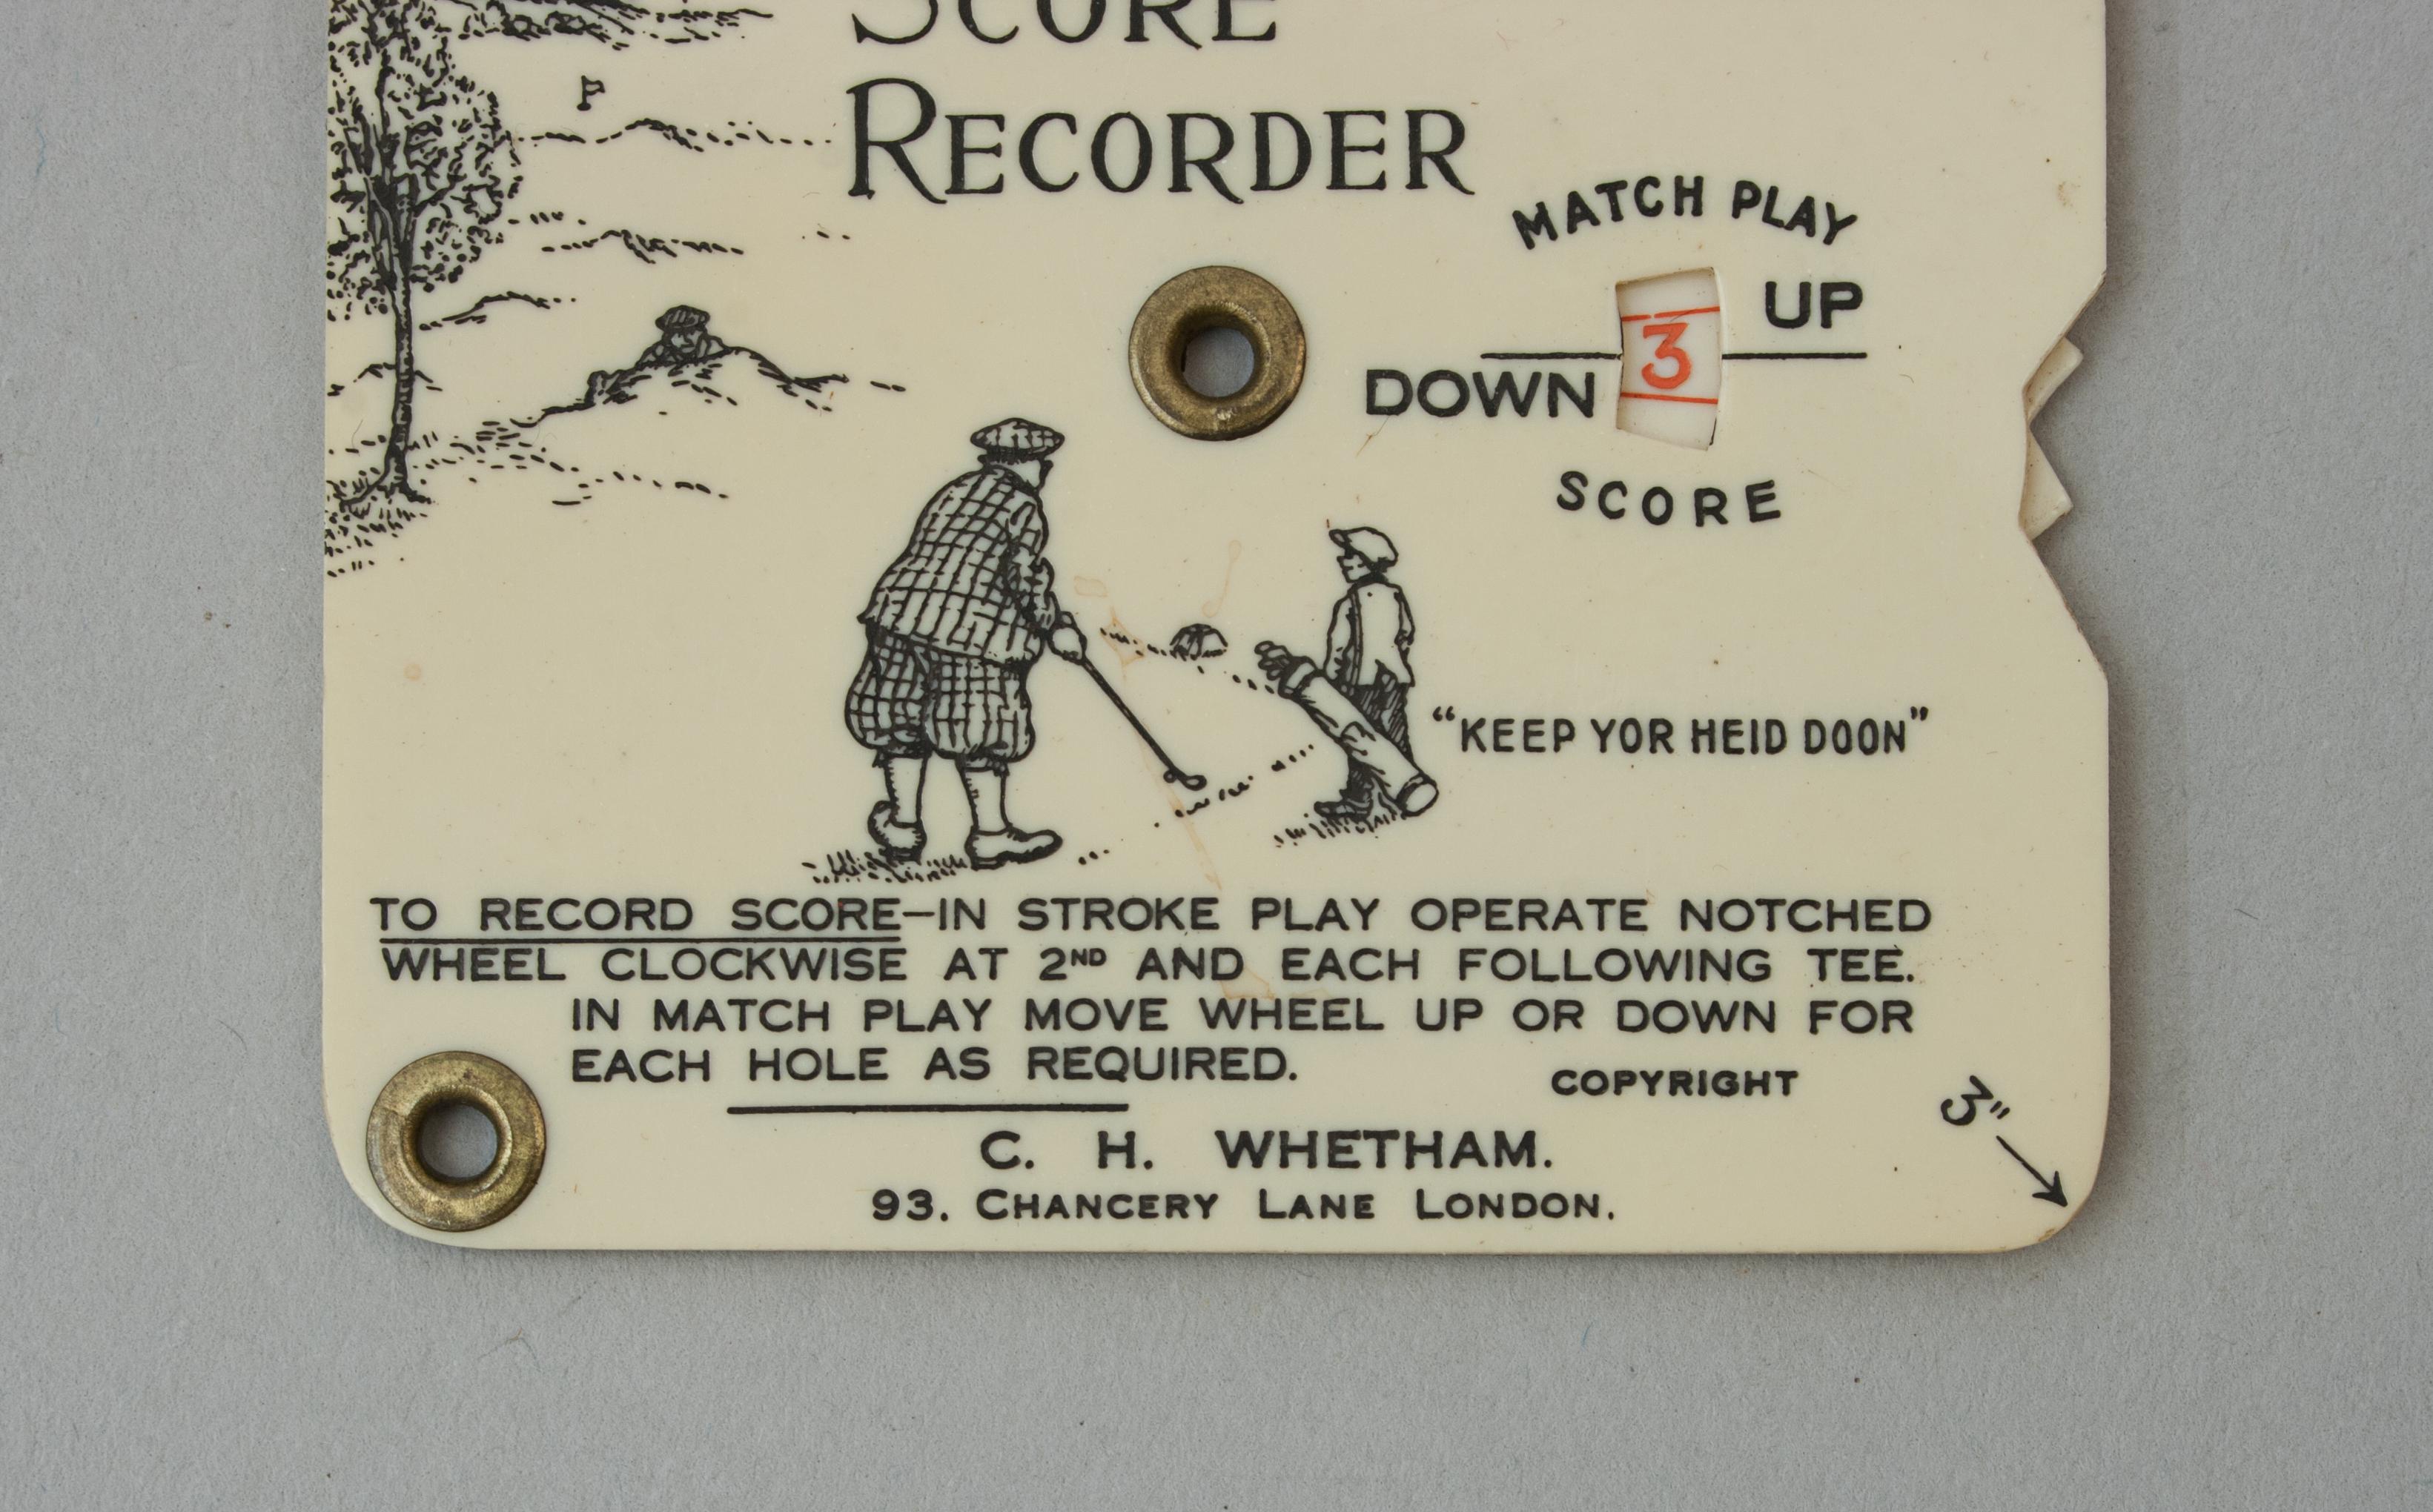 SCORE
RECORDER
MATCH PLAY
UP
3
DOWN
SCORE
"KEEP YOR HEID DOON"
TO RECORD SCORE—IN STROKE PLAY OPERATE NOTCHED
WHEEL CLOCKWISE AT 2ND AND EACH FOLLOWING TEE.
IN MATCH PLAY MOVE WHEEL UP OR DOWN FOR
EACH HOLE AS REQUIRED.
COPYRIGHT
3"
C. H. WHETHAM.
93. CHANCERY LANE LONDON.